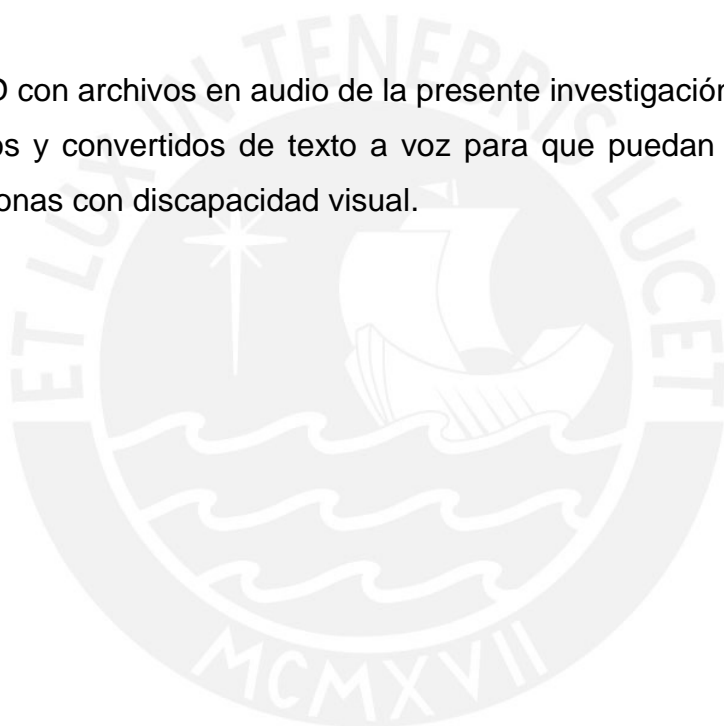 D con archivos en audio de la presente investigación
os y convertidos de texto a voz para que puedan
onas con discapacidad visual.
ET LUX IN TENEBRIS LUCET
MCMXVII